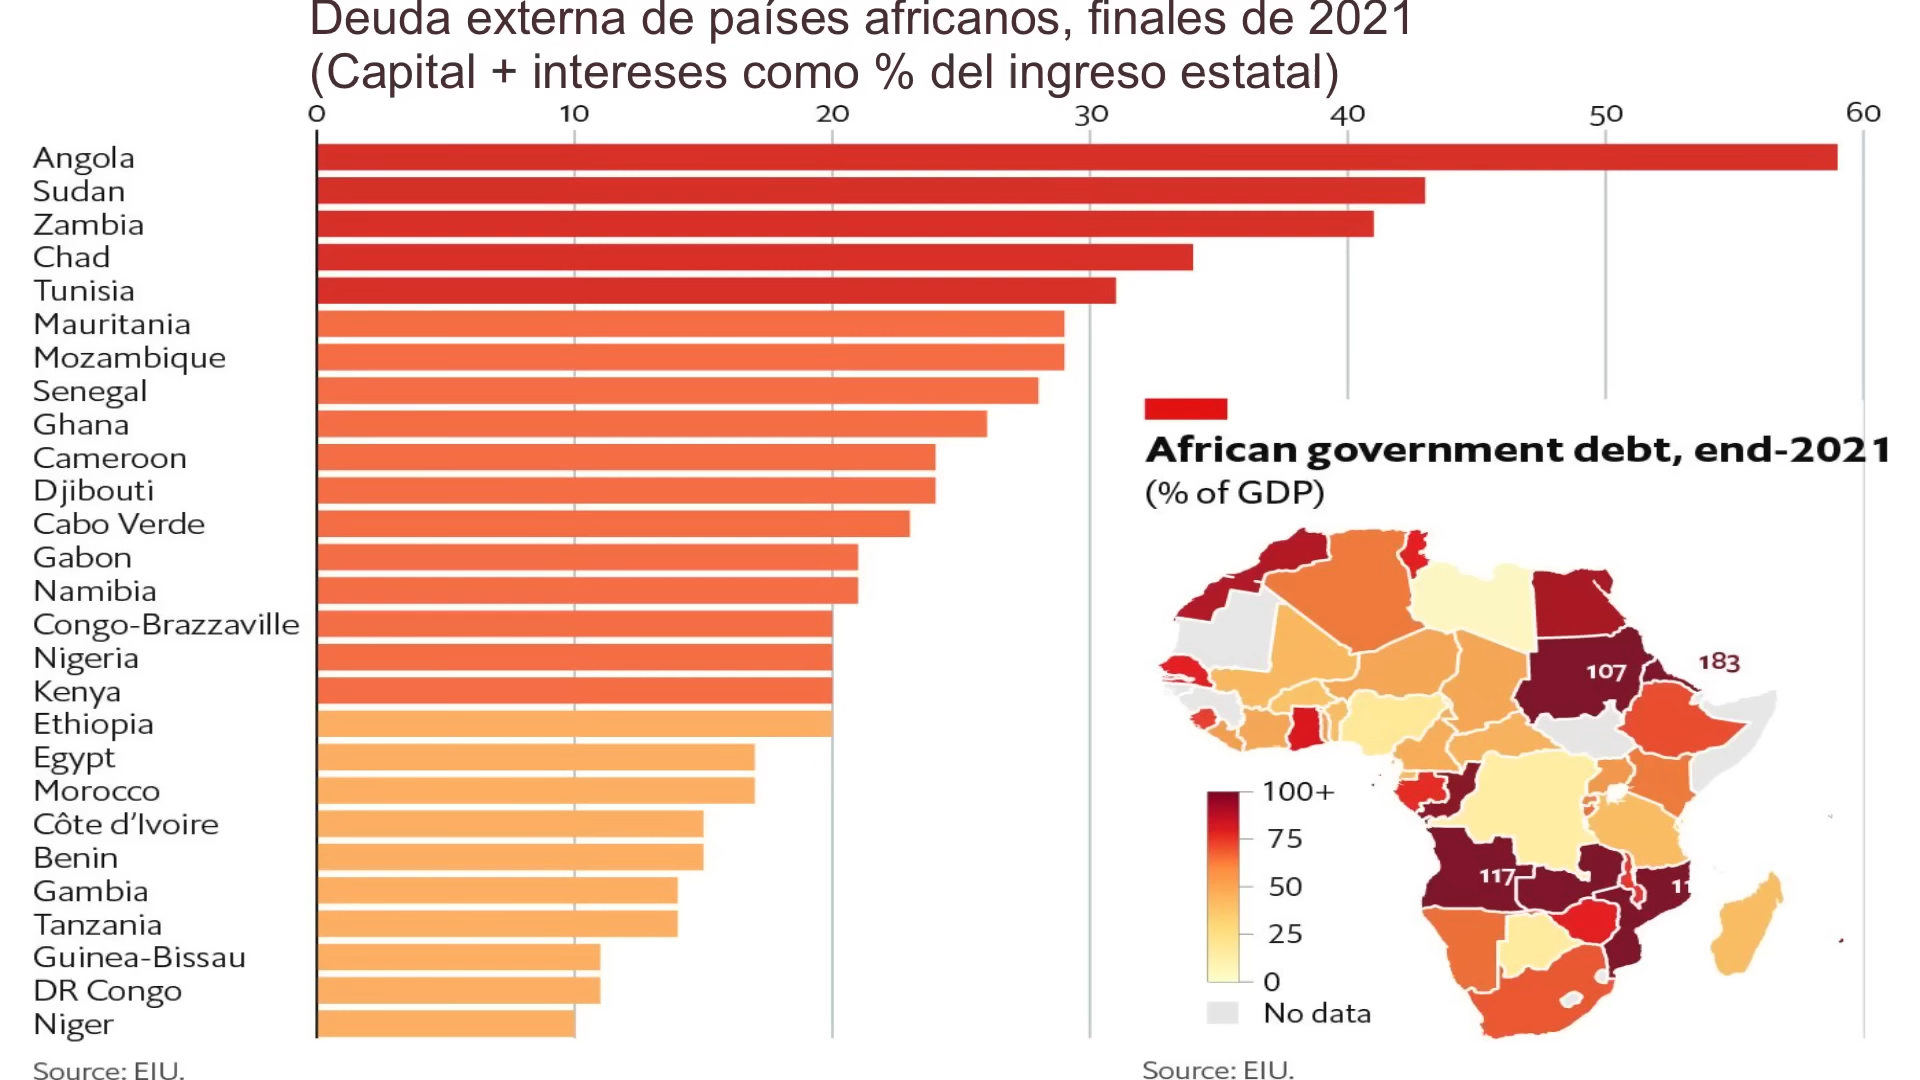 Deuda externa de países africanos, finales de 2021
(Capital + intereses como % del ingreso estatal)
0 10 20 30 40 50 60
Angola
Sudan
Zambia
Chad
Tunisia
Mauritania
Mozambique
Senegal
Ghana
Cameroon
Djibouti
Cabo Verde
Gabon
Namibia
Congo-Brazzaville
Nigeria
Kenya
Ethiopia
Egypt
Morocco
Côte d’Ivoire
Benin
Gambia
Tanzania
Guinea-Bissau
DR Congo
Niger
Source: EIU.
African government debt, end-2021
(% of GDP)
183
107
117
11
100+
75
50
25
0
No data
Source: EIU.